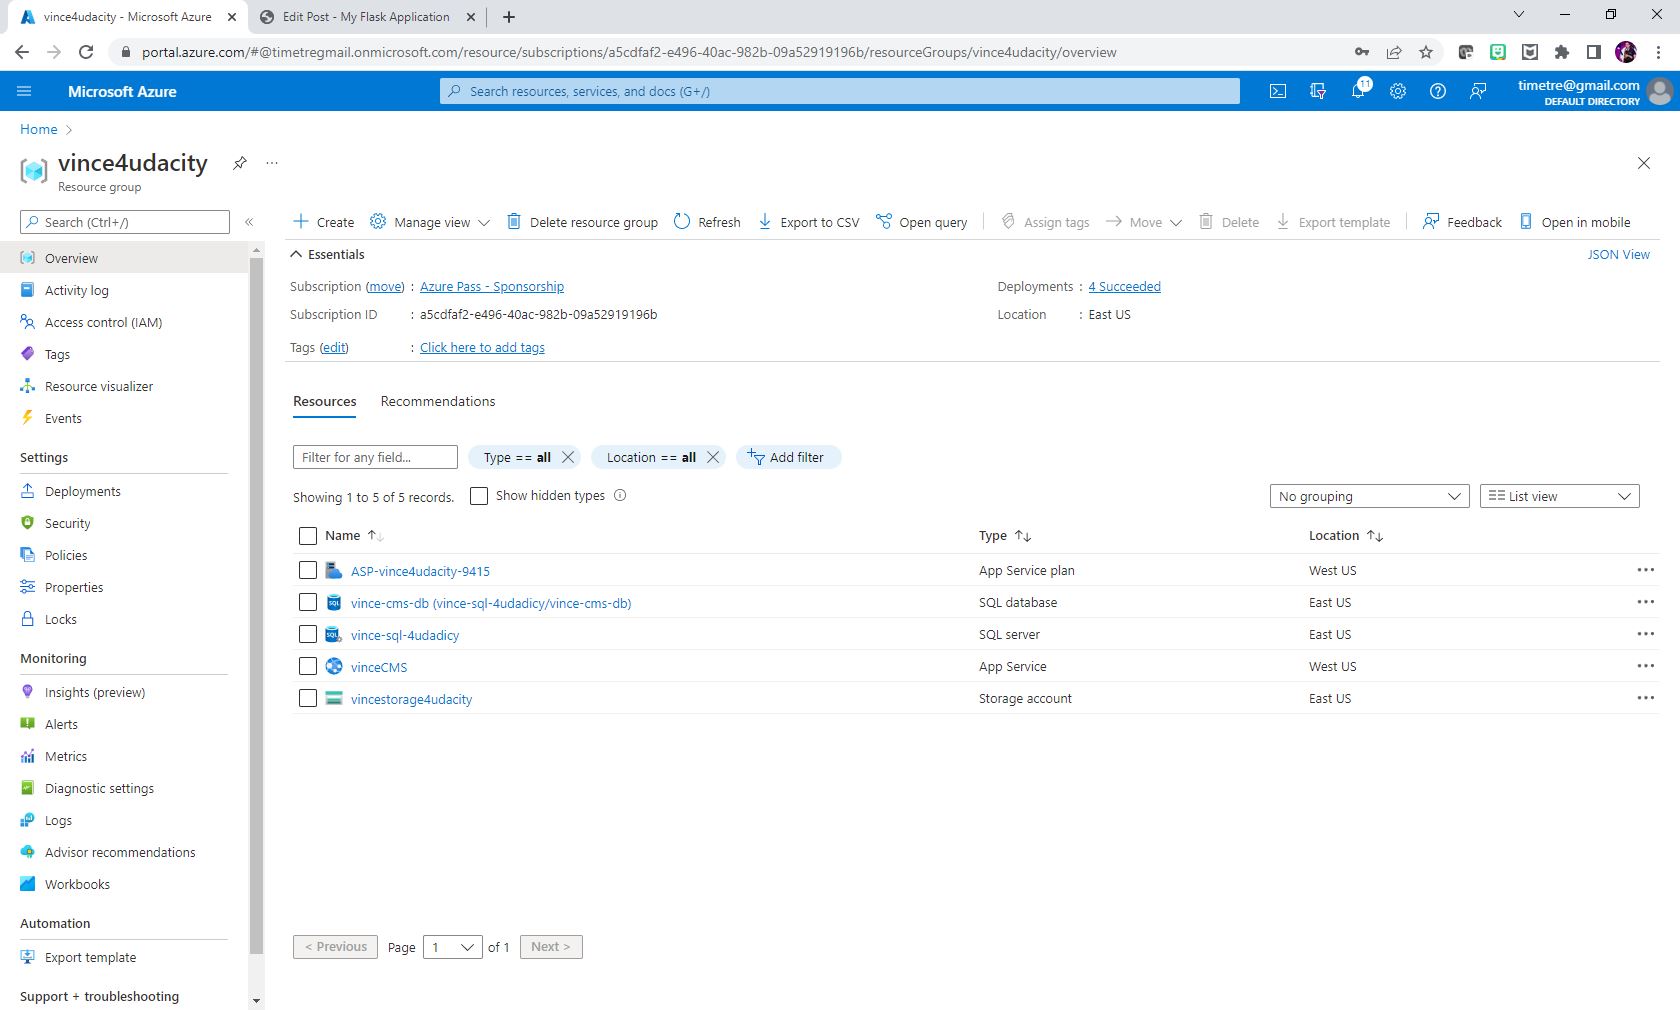 vince4udacity - Microsoft Azure
Edit Post - My Flask Application
portal.azure.com/#@timetregmail.onmicrosoft.com/resource/subscriptions/a5cdfaf2-e496-40ac-982b-09a52919196b/resourceGroups/vince4udacity/overview
Microsoft Azure
Search resources, services, and docs (G+/)
11
timetre@gmail.com
DEFAULT DIRECTORY
Home
vince4udacity
Resource group
Search (Ctrl+/)
Create
Manage view
Delete resource group
Refresh
Export to CSV
Open query
Assign tags
Move
Delete
Export template
Feedback
Open in mobile
Overview
Activity log
Access control (IAM)
Tags
Resource visualizer
Events
Settings
Deployments
Security
Policies
Properties
Locks
Monitoring
Insights (preview)
Alerts
Metrics
Diagnostic settings
Logs
Advisor recommendations
Workbooks
Automation
Export template
Support + troubleshooting
Essentials
JSON View
Subscription (move) : Azure Pass - Sponsorship
Deployments : 4 Succeeded
Subscription ID : a5cdfaf2-e496-40ac-982b-09a52919196b
Location : East US
Tags (edit) : Click here to add tags
Resources
Recommendations
Filter for any field...
Type == all
Location == all
Add filter
Showing 1 to 5 of 5 records.
Show hidden types
No grouping
List view
Name Type Location
ASP-vince4udacity-9415 App Service plan West US
vince-cms-db (vince-sql-4udadicy/vince-cms-db) SQL database East US
vince-sql-4udadicy SQL server East US
vinceCMS App Service West US
vincestorage4udacity Storage account East US
< Previous Page 1 of 1 Next >